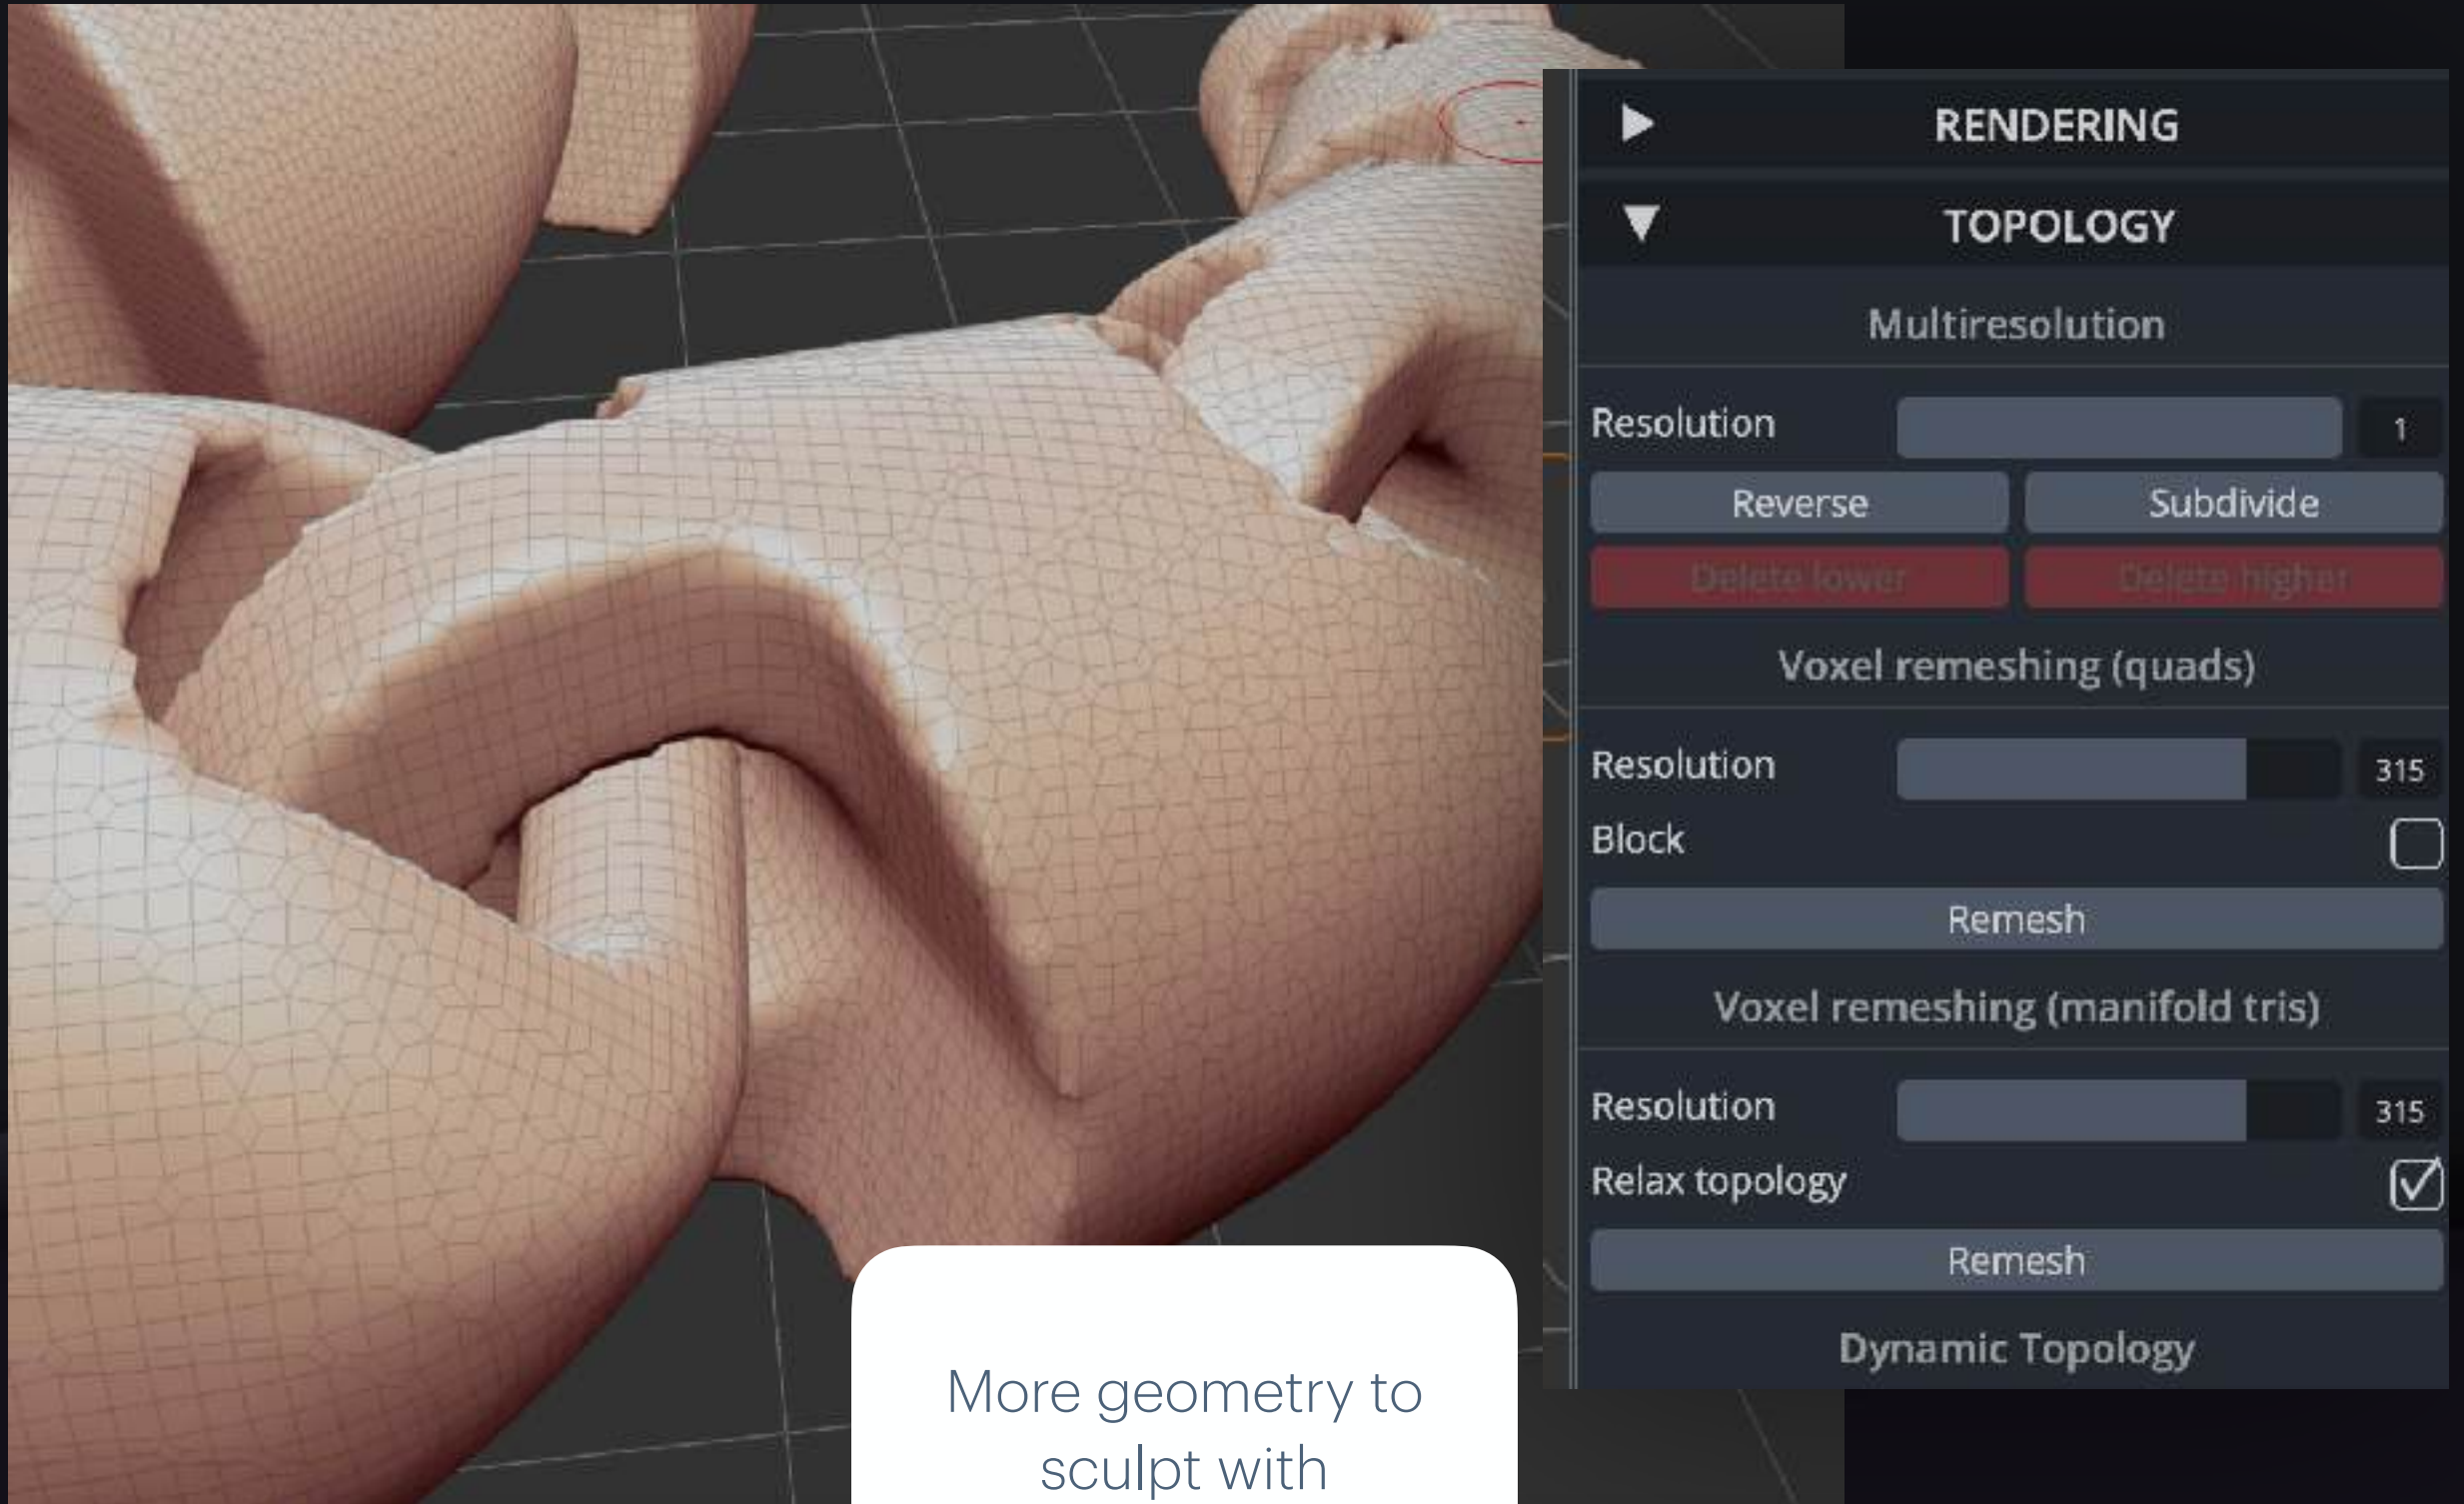 RENDERING
TOPOLOGY
Multiresolution
Resolution 1
Reverse Subdivide
Delete lower Delete higher
Voxel remeshing (quads)
Resolution 315
Block
Remesh
Voxel remeshing (manifold tris)
Resolution 315
Relax topology
Remesh
Dynamic Topology
More geometry to
sculpt with